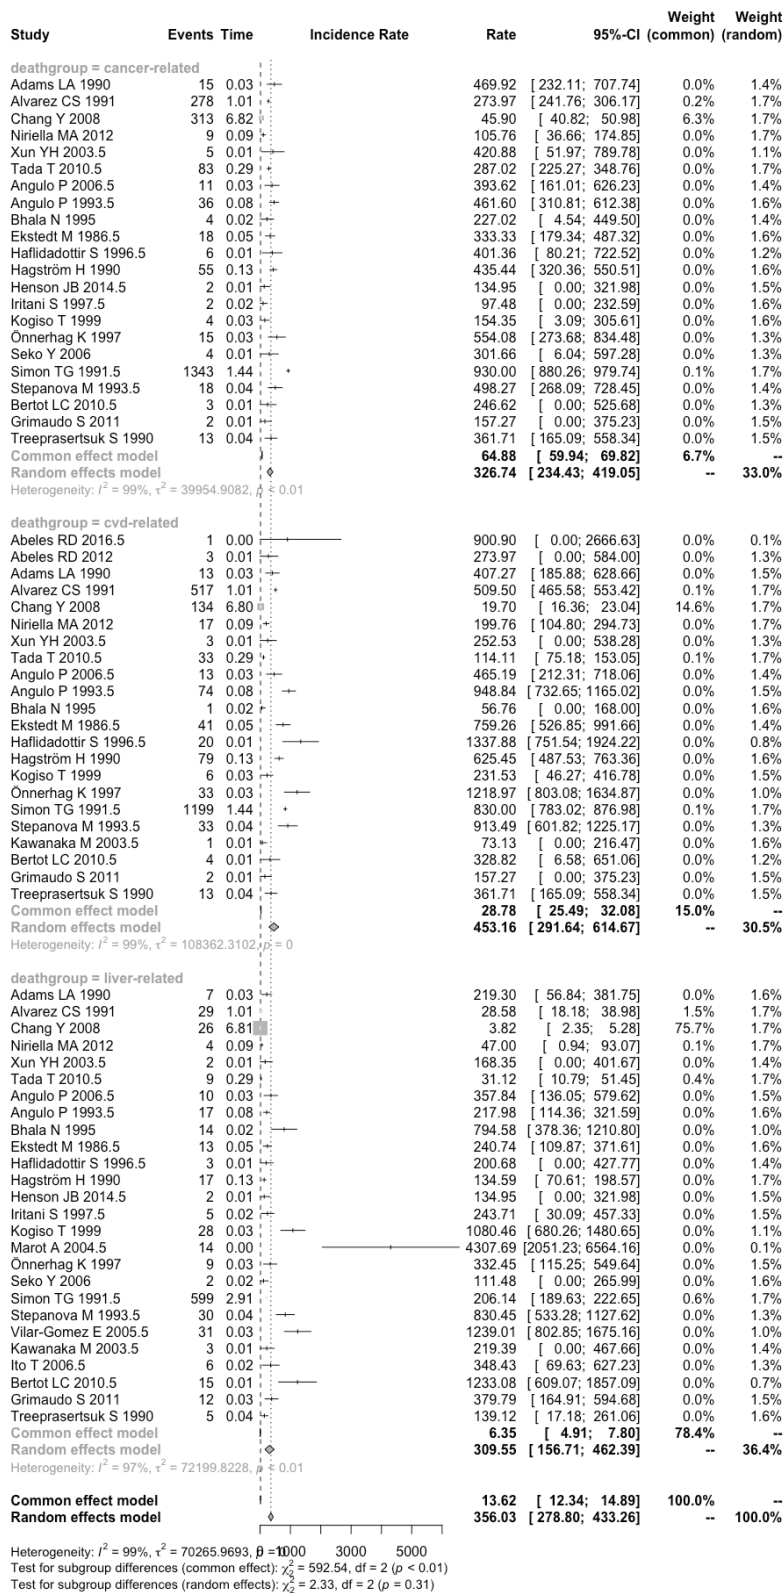 Weight Weight
Study Events Time Incidence Rate Rate 95%-CI (common) (random)
deathgroup = cancer-related
Adams LA 1990 15 0.03 469.92 [ 232.11; 707.74] 0.0% 1.4%
Alvarez CS 1991 278 1.01 273.97 [ 241.76; 306.17] 0.2% 1.7%
Chang Y 2008 313 6.82 45.90 [ 40.82; 50.98] 6.3% 1.7%
Niriella MA 2012 9 0.09 105.76 [ 36.66; 174.85] 0.0% 1.7%
Xun YH 2003.5 5 0.01 420.88 [ 51.97; 789.78] 0.0% 1.1%
Tada T 2010.5 83 0.29 287.02 [ 225.27; 348.76] 0.0% 1.7%
Angulo P 2006.5 11 0.03 393.62 [ 161.01; 626.23] 0.0% 1.4%
Angulo P 1993.5 36 0.08 461.60 [ 310.81; 612.38] 0.0% 1.6%
Bhala N 1995 4 0.02 227.02 [ 4.54; 449.50] 0.0% 1.5%
Ekstedt M 1986.5 18 0.05 333.33 [ 179.34; 487.32] 0.0% 1.6%
Haflidadottir S 1996.5 6 0.01 401.36 [ 80.21; 722.52] 0.0% 1.2%
Hagström H 1990 55 0.13 435.44 [ 320.36; 550.51] 0.0% 1.6%
Henson JB 2014.5 2 0.01 134.95 [ 0.00; 321.98] 0.0% 1.5%
Iritani S 1997.5 2 0.02 97.48 [ 0.00; 232.59] 0.0% 1.6%
Kogiso T 1999 4 0.03 154.35 [ 3.09; 305.61] 0.0% 1.6%
Önnerhag K 1997 15 0.03 554.08 [ 273.68; 834.48] 0.0% 1.3%
Seko Y 2006 4 0.01 301.66 [ 6.04; 597.28] 0.0% 1.3%
Simon TG 1991.5 1343 1.44 930.00 [ 880.26; 979.74] 0.1% 1.7%
Stepanova M 1993.5 18 0.04 498.27 [ 268.09; 728.45] 0.0% 1.4%
Bertot LC 2010.5 3 0.01 246.62 [ 0.00; 525.68] 0.0% 1.3%
Grimaudo S 2011 2 0.01 157.27 [ 0.00; 375.23] 0.0% 1.5%
Treeprasertsuk S 1990 13 0.04 361.71 [ 165.09; 558.34] 0.0% 1.5%
Common effect model 64.88 [ 59.94; 69.82] 6.7% --
Random effects model 326.74 [ 234.43; 419.05] -- 33.0%
Heterogeneity: I² = 99%, τ² = 39954.9082, p < 0.01
deathgroup = cvd-related
Abeles RD 2016.5 1 0.00 900.90 [ 0.00; 2666.63] 0.0% 0.1%
Abeles RD 2012 3 0.01 273.97 [ 0.00; 584.00] 0.0% 1.3%
Adams LA 1990 13 0.03 407.27 [ 185.88; 628.66] 0.0% 1.5%
Alvarez CS 1991 517 1.01 509.50 [ 465.58; 553.42] 0.1% 1.7%
Chang Y 2008 134 6.80 19.70 [ 16.36; 23.04] 14.6% 1.7%
Niriella MA 2012 17 0.09 199.76 [ 104.80; 294.73] 0.0% 1.7%
Xun YH 2003.5 3 0.01 252.53 [ 0.00; 538.28] 0.0% 1.3%
Tada T 2010.5 33 0.29 114.11 [ 75.18; 153.05] 0.1% 1.7%
Angulo P 2006.5 13 0.03 465.19 [ 212.31; 718.06] 0.0% 1.4%
Angulo P 1993.5 74 0.08 948.84 [ 732.65; 1165.02] 0.0% 1.5%
Bhala N 1995 1 0.02 56.76 [ 0.00; 168.00] 0.0% 1.6%
Ekstedt M 1986.5 41 0.05 759.26 [ 526.85; 991.66] 0.0% 1.4%
Haflidadottir S 1996.5 20 0.01 1337.88 [ 751.54; 1924.22] 0.0% 0.8%
Hagström H 1990 79 0.13 625.45 [ 487.53; 763.36] 0.0% 1.6%
Kogiso T 1999 6 0.03 231.53 [ 46.27; 416.78] 0.0% 1.5%
Önnerhag K 1997 33 0.03 1218.97 [ 803.08; 1634.87] 0.0% 1.0%
Simon TG 1991.5 1199 1.44 830.00 [ 783.02; 876.98] 0.1% 1.7%
Stepanova M 1993.5 33 0.04 913.49 [ 601.82; 1225.17] 0.0% 1.3%
Kawanaka M 2003.5 1 0.01 73.13 [ 0.00; 216.47] 0.0% 1.6%
Bertot LC 2010.5 4 0.01 328.82 [ 6.58; 651.06] 0.0% 1.2%
Grimaudo S 2011 2 0.01 157.27 [ 0.00; 375.23] 0.0% 1.5%
Treeprasertsuk S 1990 13 0.04 361.71 [ 165.09; 558.34] 0.0% 1.5%
Common effect model 28.78 [ 25.49; 32.08] 15.0% --
Random effects model 453.16 [ 291.64; 614.67] -- 30.5%
Heterogeneity: I² = 99%, τ² = 108362.3102, p = 0
deathgroup = liver-related
Adams LA 1990 7 0.03 219.30 [ 56.84; 381.75] 0.0% 1.6%
Alvarez CS 1991 29 1.01 28.58 [ 18.18; 38.98] 1.5% 1.7%
Chang Y 2008 26 6.81 3.82 [ 2.35; 5.28] 75.7% 1.7%
Niriella MA 2012 4 0.09 47.00 [ 0.94; 93.07] 0.1% 1.7%
Xun YH 2003.5 2 0.01 168.35 [ 0.00; 401.67] 0.0% 1.5%
Tada T 2010.5 9 0.29 31.12 [ 10.79; 51.45] 0.4% 1.7%
Angulo P 2006.5 10 0.03 357.84 [ 136.05; 579.62] 0.0% 1.5%
Angulo P 1993.5 17 0.08 217.98 [ 114.36; 321.59] 0.0% 1.6%
Bhala N 1995 14 0.02 794.58 [ 378.36; 1210.80] 0.0% 1.0%
Ekstedt M 1986.5 13 0.05 240.74 [ 109.87; 371.61] 0.0% 1.6%
Haflidadottir S 1996.5 3 0.01 200.68 [ 0.00; 427.77] 0.0% 1.5%
Hagström H 1990 17 0.13 134.59 [ 70.61; 198.57] 0.0% 1.7%
Henson JB 2014.5 2 0.01 134.95 [ 0.00; 321.98] 0.0% 1.5%
Iritani S 1997.5 5 0.02 243.71 [ 30.09; 457.33] 0.0% 1.5%
Kogiso T 1999 28 0.03 1080.46 [ 680.26; 1480.65] 0.0% 1.1%
Marot A 2004.5 14 0.00 4307.69 [2051.23; 6564.16] 0.0% 0.1%
Önnerhag K 1997 9 0.03 332.45 [ 115.25; 549.64] 0.0% 1.5%
Seko Y 2006 2 0.02 111.48 [ 0.00; 265.99] 0.0% 1.6%
Simon TG 1991.5 599 2.91 206.14 [ 189.63; 222.65] 0.6% 1.7%
Stepanova M 1993.5 30 0.04 830.45 [ 533.28; 1127.62] 0.0% 1.3%
Vilar-Gomez E 2005.5 31 0.03 1239.01 [ 802.85; 1675.16] 0.0% 1.0%
Kawanaka M 2003.5 3 0.01 219.39 [ 0.00; 467.66] 0.0% 1.4%
Ito T 2006.5 6 0.02 348.43 [ 69.63; 627.23] 0.0% 1.3%
Bertot LC 2010.5 15 0.01 1233.08 [ 609.07; 1857.09] 0.0% 0.7%
Grimaudo S 2011 12 0.03 379.79 [ 164.91; 594.68] 0.0% 1.5%
Treeprasertsuk S 1990 5 0.04 139.12 [ 17.18; 261.06] 0.0% 1.6%
Common effect model 6.35 [ 4.91; 7.80] 78.4% --
Random effects model 309.55 [ 156.71; 462.39] -- 36.4%
Heterogeneity: I² = 97%, τ² = 72199.8228, p < 0.01
Common effect model 13.62 [ 12.34; 14.89] 100.0% --
Random effects model 356.03 [ 278.80; 433.26] -- 100.0%
0 1000 3000 5000
Heterogeneity: I² = 99%, τ² = 70265.9693, p = 0
Test for subgroup differences (common effect): χ²₂ = 592.54, df = 2 (p < 0.01)
Test for subgroup differences (random effects): χ²₂ = 2.33, df = 2 (p = 0.31)